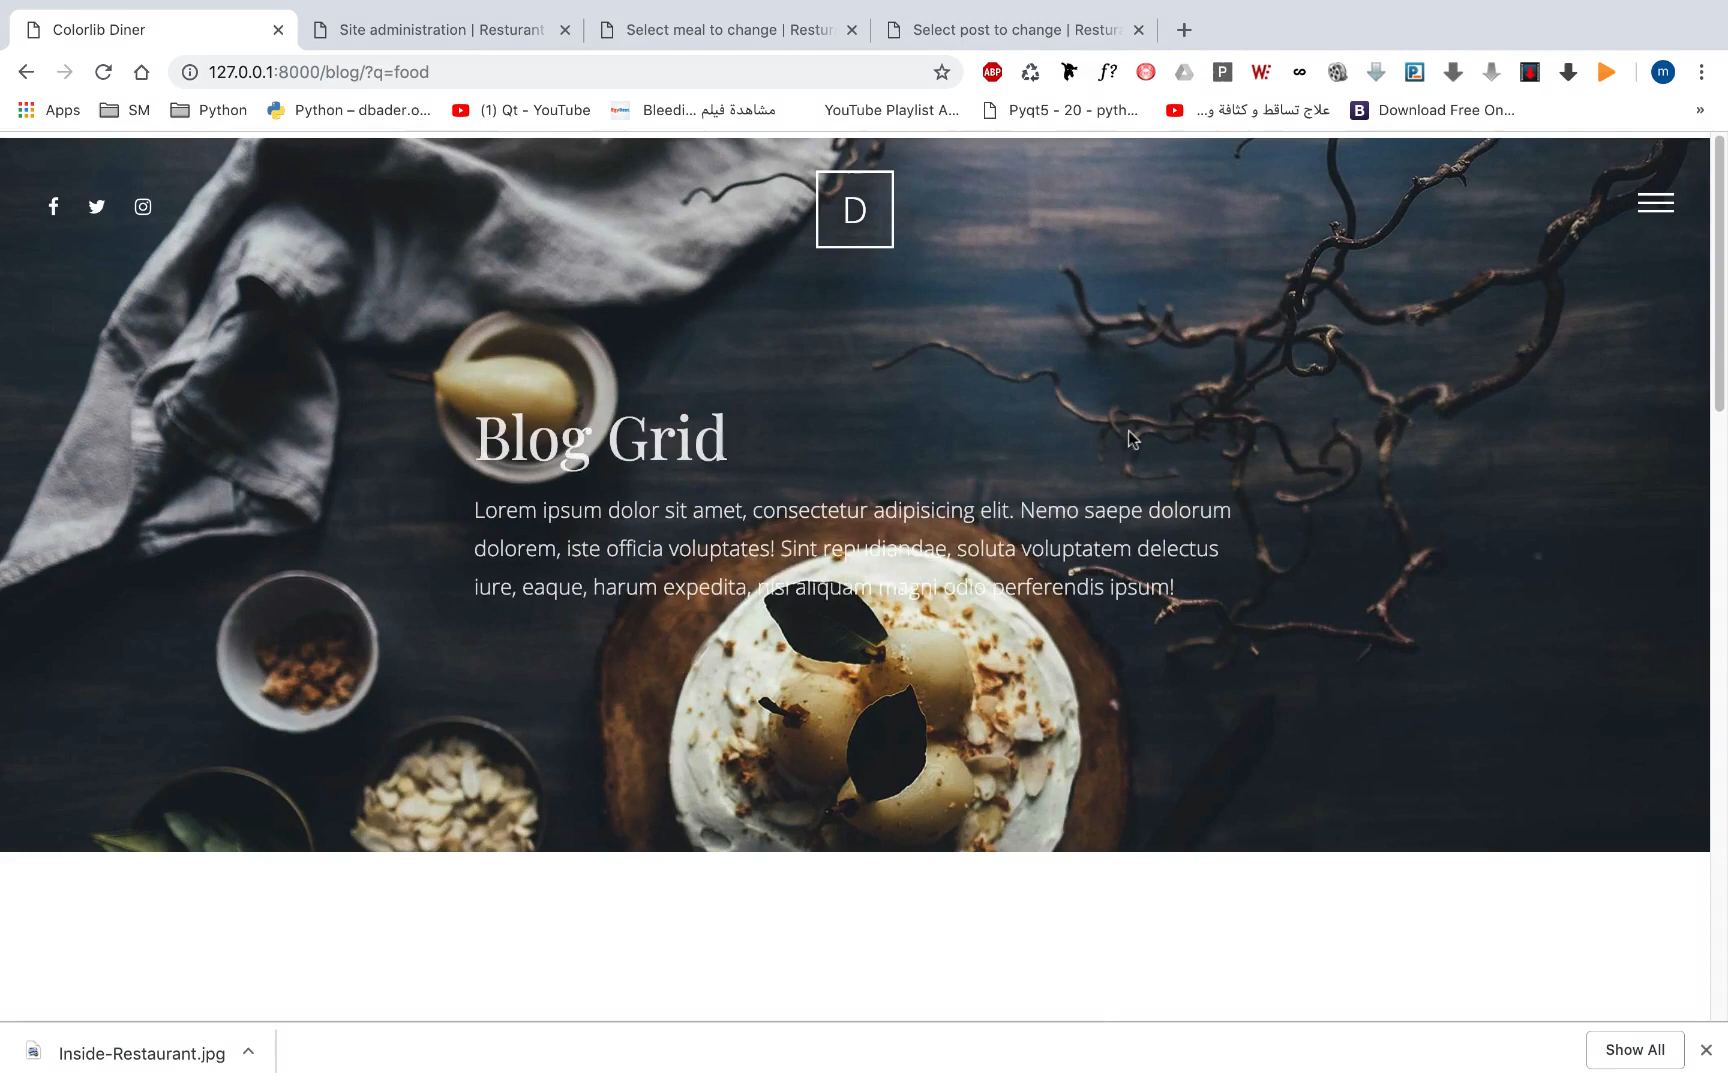 Colorlib Diner
Site administration | Resturant
Select meal to change | Restur
Select post to change | Restur
127.0.0.1:8000/blog/?q=food
ABP
f?
P
W
P
m
Apps
SM
Python
Python – dbader.o...
(1) Qt - YouTube
Bleedi... مشاهدة فيلم
YouTube Playlist A...
Pyqt5 - 20 - pyth...
علاج تساقط و كثافة و...
B
Download Free On...
»
D
Blog Grid
Lorem ipsum dolor sit amet, consectetur adipisicing elit. Nemo saepe dolorum
dolorem, iste officia voluptates! Sint repudiandae, soluta voluptatem delectus
iure, eaque, harum expedita, nisi aliquam magni odio perferendis ipsum!
Inside-Restaurant.jpg
Show All